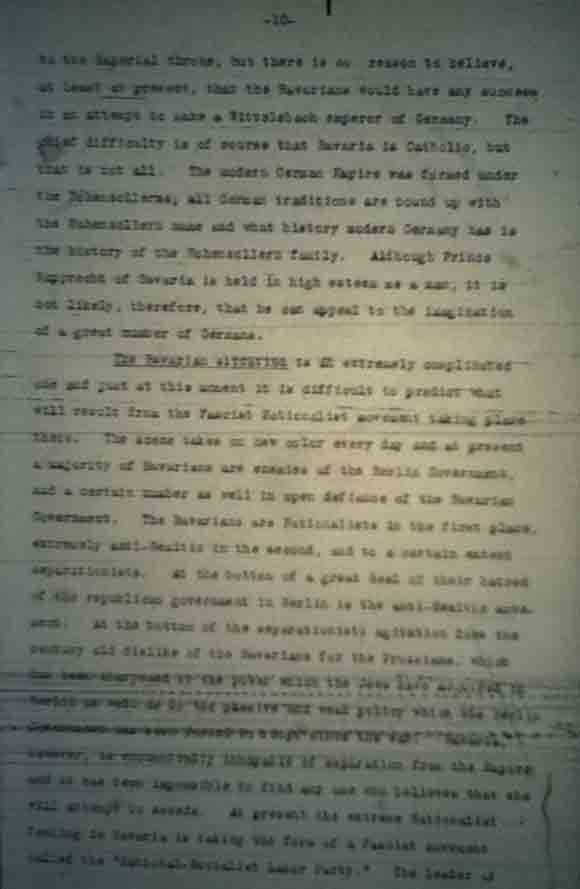 -10-
to the Imperial throne, but there is no reason to believe,
at least at present, that the Bavarians would have any success
in an attempt to make a Wittelsbach emperor of Germany. The
chief difficulty is of course that Bavaria is Catholic, but
that is not all. The modern German Empire was formed under
the Hohenzollerns, all German traditions are bound up with
the Hohenzollern name and what history modern Germany has is
the history of the Hohenzollern family. Although Prince
Rupprecht of Bavaria is held in high esteem as a man, it is
not likely, therefore, that he can appeal to the imagination
of a great number of Germans.
The Bavarian situation is an extremely complicated
one and just at this moment it is difficult to predict what
will result from the Fascist Nationalist movement taking place
there. The scene takes on new color every day and at present
a majority of Bavarians are enemies of the Berlin Government,
and a certain number as well in open defiance of the Bavarian
Government. The Bavarians are Nationalists in the first place,
extremely anti-Semitic in the second, and to a certain extent
separationists. At the bottom of a great deal of their hatred
of the republican government in Berlin is the anti-Semitic move-
ment. At the bottom of the separationists agitation lies the
century old dislike of the Bavarians for the Prussians, which
has been sharpened by the power which the Jews have acquired in
Berlin as well as by the passive and weak policy which the Berlin
Government has been forced to adopt since the Bavaria,
however, is economically incapable of separation from the Empire
and it has been impossible to find any one who believes that she
will attempt to secede. At present the extreme Nationalist
feeling in Bavaria is taking the form of a Fascist movement
called the "National-Socialist Labor Party." The leader of